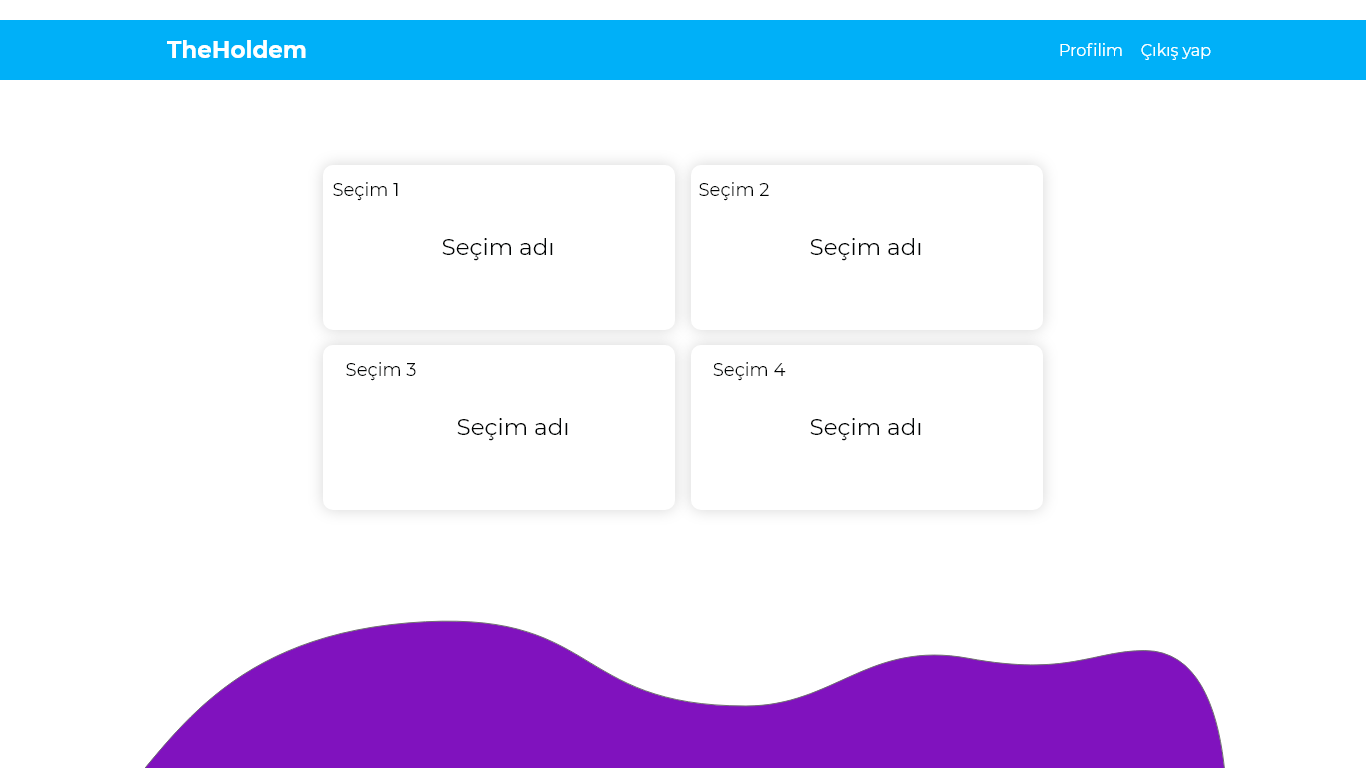 TheHoldem
Profilim Çıkış yap
Seçim 1
Seçim 2
Seçim adı
Seçim adı
Seçim 3
Seçim 4
Seçim adı
Seçim adı